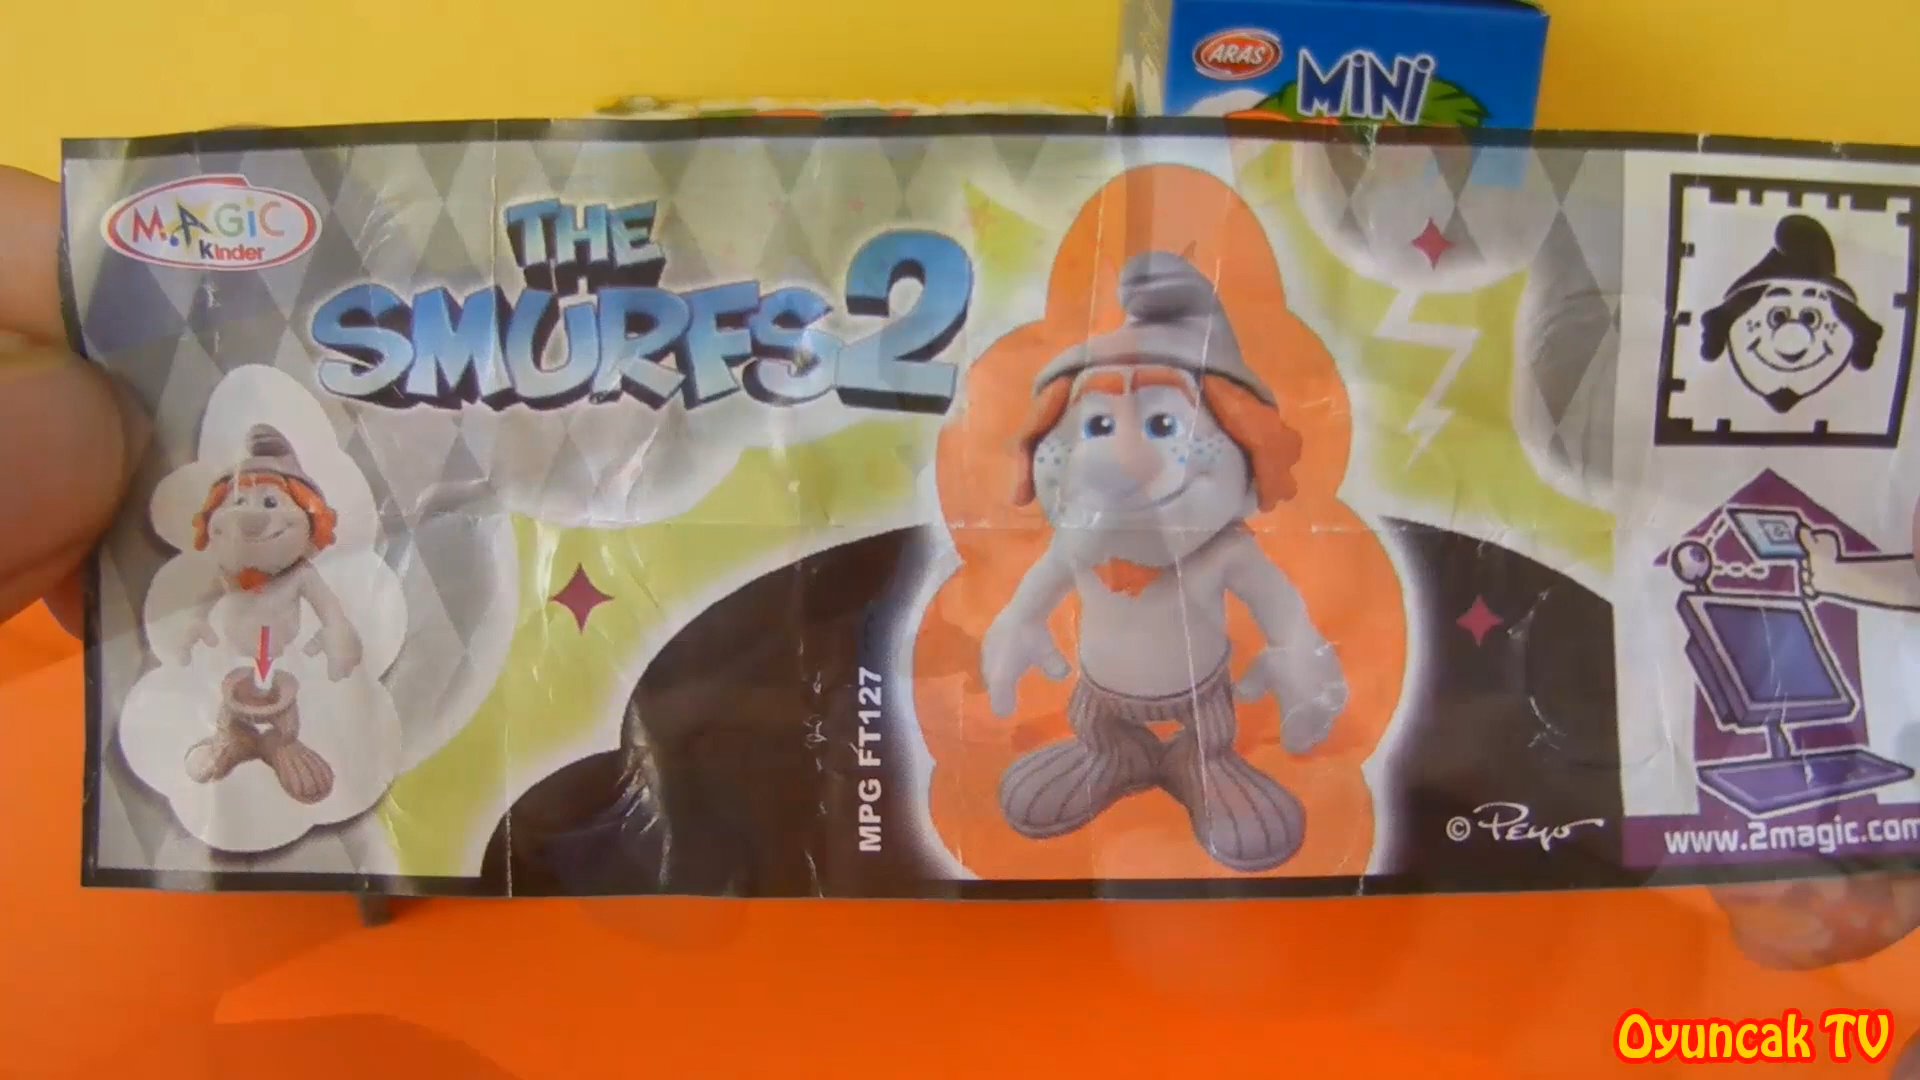 ARAS
MiNi
MAGiC
Kinder
THE
SMURFS 2
MPG FT127
© Peyo
www.2magic.com
Oyuncak TV